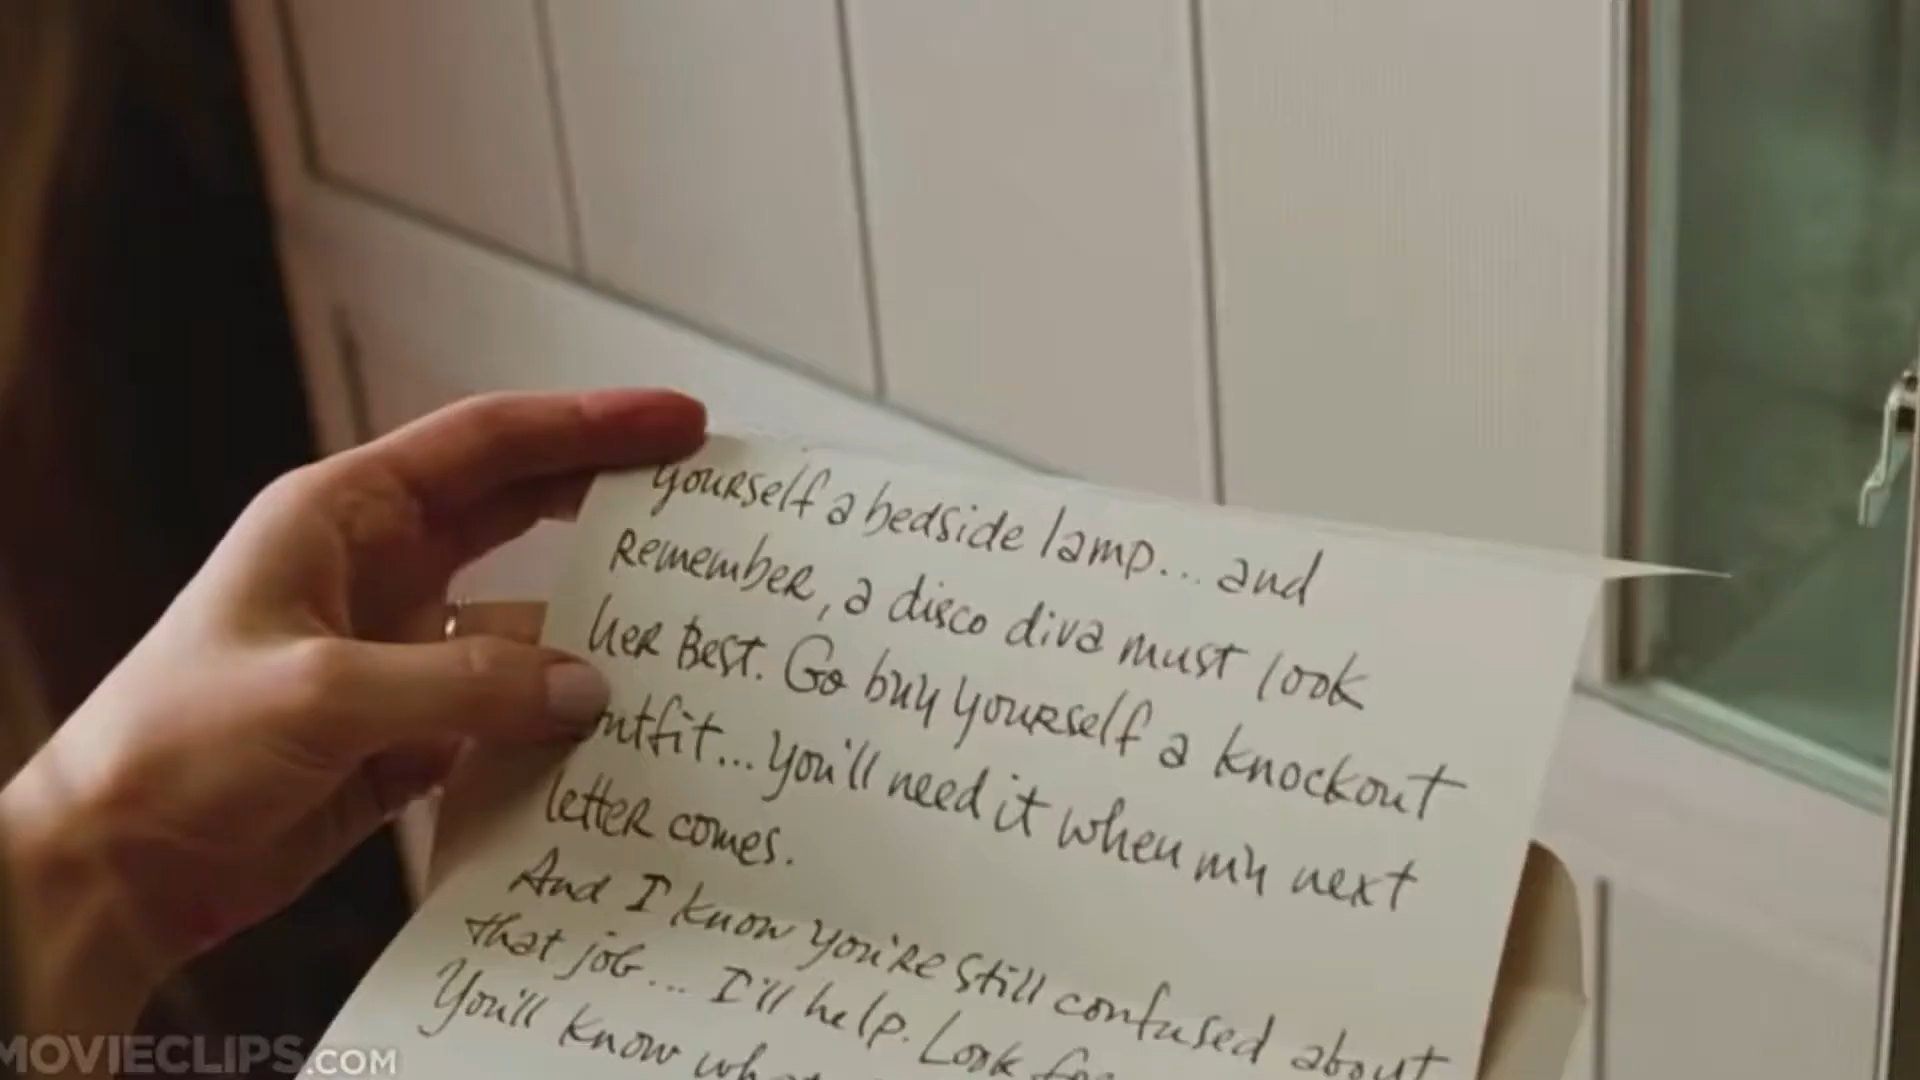 yourself a bedside lamp... and
remember, a disco diva must look
her Best. Go buy yourself a knockout
outfit... you'll need it when my next
letter comes.
And I know you're still confused about
that job... I'll help. Look for
You'll know
MOVIECLIPS.COM